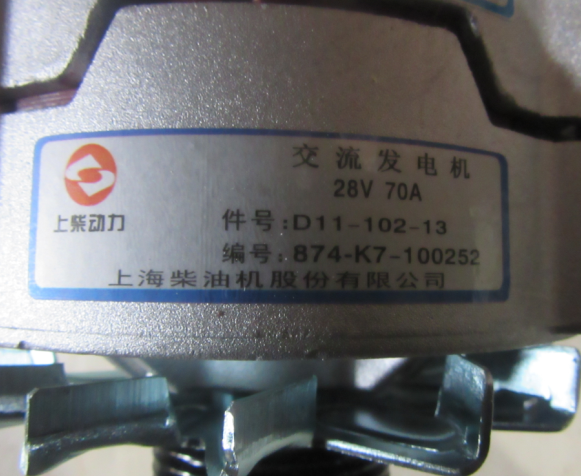 交流发电机
28V 70A
上柴动力
件号:D11-102-13
编号:874-K7-100252
上海柴油机股份有限公司